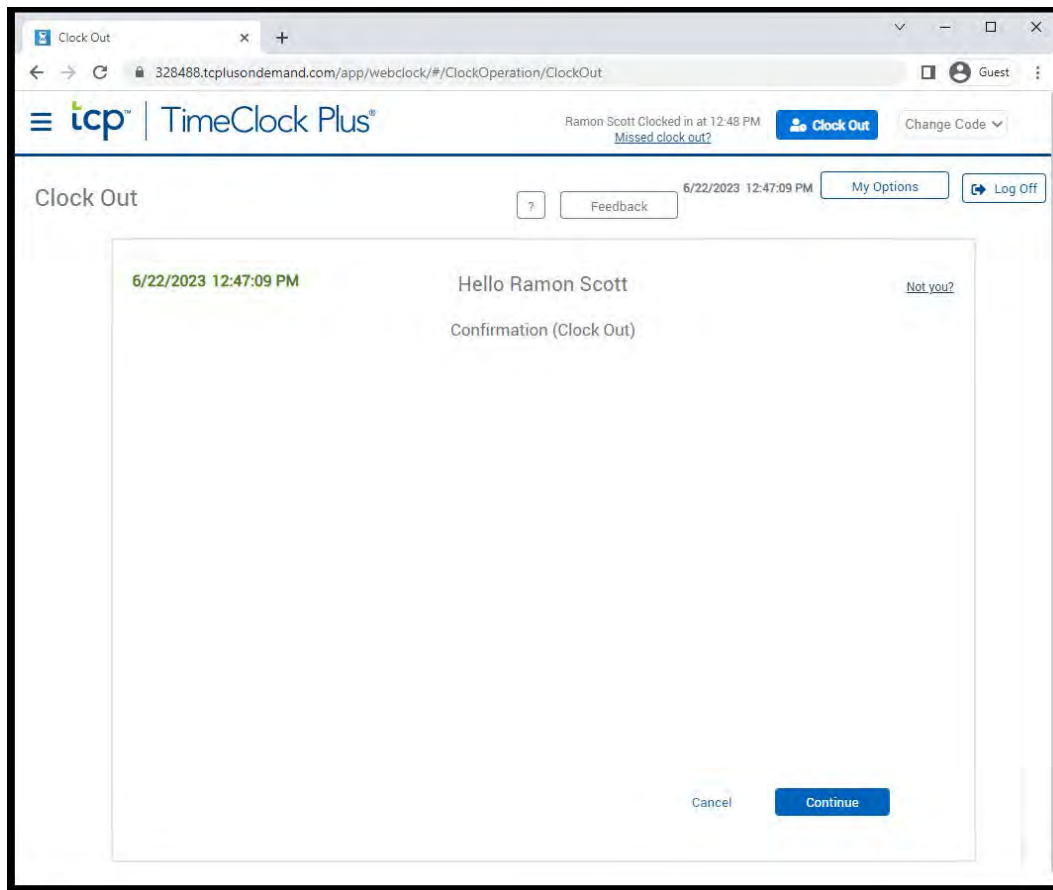 Clock Out
328488.tcplusondemand.com/app/webclock/#/ClockOperation/ClockOut
Guest
tcp™ | TimeClock Plus®
Ramon Scott Clocked in at 12:48 PM
Missed clock out?
Clock Out
Change Code
Clock Out
?
Feedback
6/22/2023 12:47:09 PM
My Options
Log Off
6/22/2023 12:47:09 PM
Hello Ramon Scott
Not you?
Confirmation (Clock Out)
Cancel
Continue